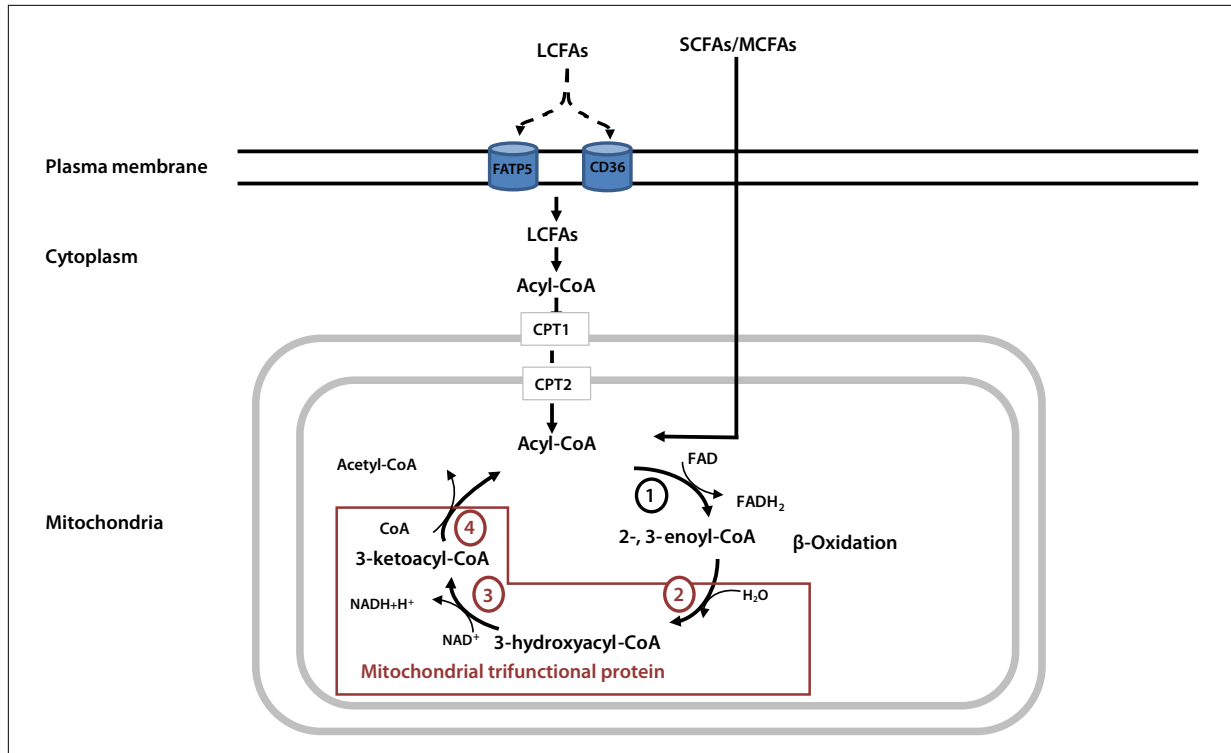 LCFAs
SCFAs/MCFAs
Plasma membrane
FATP5
CD36
LCFAs
Cytoplasm
Acyl-CoA
CPT1
CPT2
Acyl-CoA
Acetyl-CoA
FAD
1
FADH₂
Mitochondria
CoA
4
2-, 3-enoyl-CoA
β-Oxidation
3-ketoacyl-CoA
3
2
H₂O
NADH+H⁺
NAD⁺
3-hydroxyacyl-CoA
Mitochondrial trifunctional protein